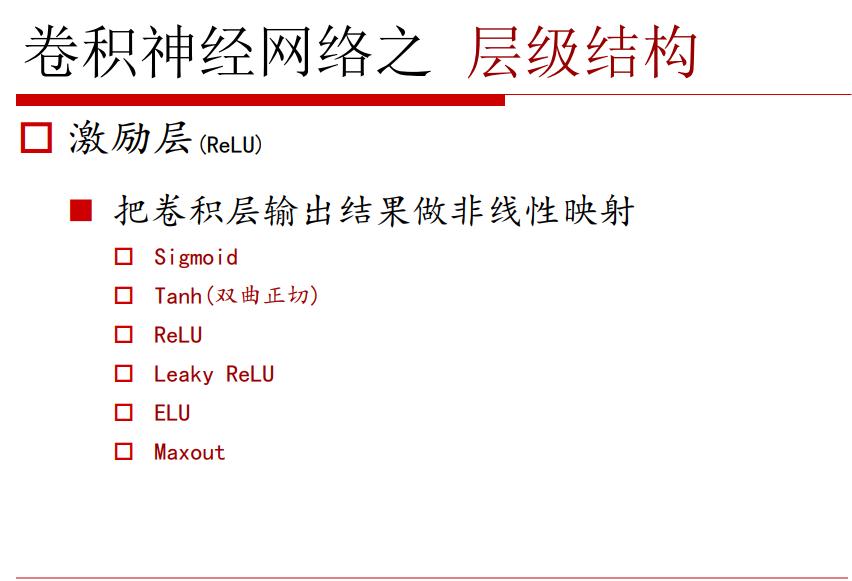 卷积神经网络之 层级结构
激励层(ReLU)
把卷积层输出结果做非线性映射
Sigmoid
Tanh(双曲正切)
ReLU
Leaky ReLU
ELU
Maxout